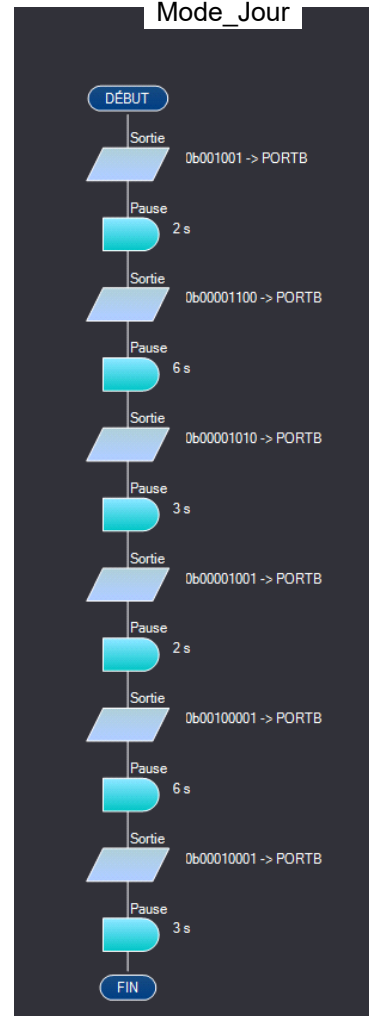 Mode_Jour
DÉBUT
Sortie
0b001001 -> PORTB
Pause
2 s
Sortie
0b00001100 -> PORTB
Pause
6 s
Sortie
0b00001010 -> PORTB
Pause
3 s
Sortie
0b00001001 -> PORTB
Pause
2 s
Sortie
0b00100001 -> PORTB
Pause
6 s
Sortie
0b00010001 -> PORTB
Pause
3 s
FIN